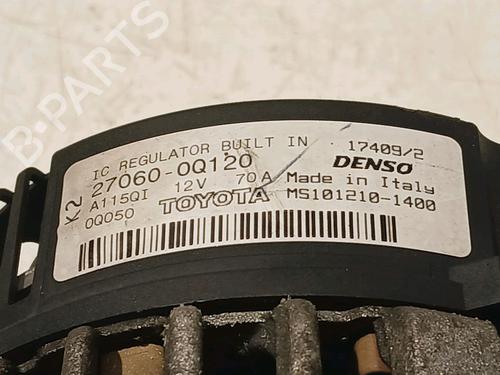 IC REGULATOR BUILT IN 17409/2
K2 27060-0Q120 DENSO
A115QI 12V 70A Made in Italy
0Q050 TOYOTA MS101210-1400
B-PARTS